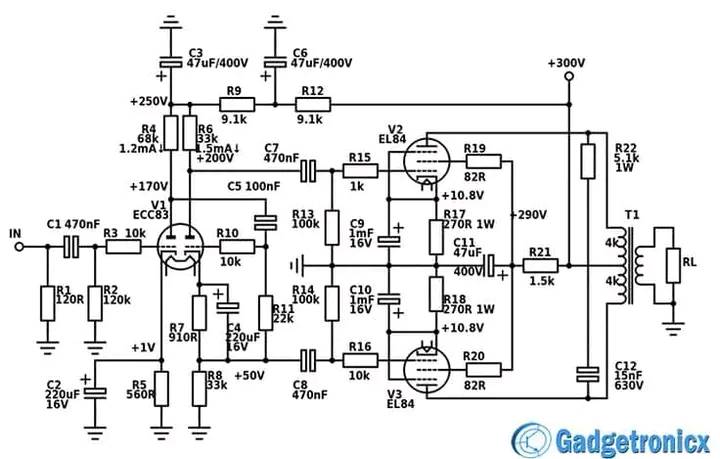 C3
47uF/400V
C6
47uF/400V
+300V
+250V
R9
9.1k
R12
9.1k
R4
68k
1.2mA↓
R6
33k
1.5mA↓
+200V
C7
470nF
R15
1k
V2
EL84
R19
82R
R22
5.1k
1W
+170V
V1
ECC83
C5 100nF
+10.8V
IN
C1 470nF
R3 10k
R10
10k
R13
100k
C9
1mF
16V
R17
270R 1W
+290V
C11
47uF
400V
R21
1.5k
T1
4k
4k
RL
R1
120R
R2
120k
R7
910R
C4
220uF
16V
R11
22k
R14
100k
C10
1mF
16V
R18
270R 1W
+10.8V
+1V
C2
220uF
16V
R5
560R
R8
33k
+50V
C8
470nF
R16
10k
V3
EL84
R20
82R
C12
15nF
630V
Gadgetronicx